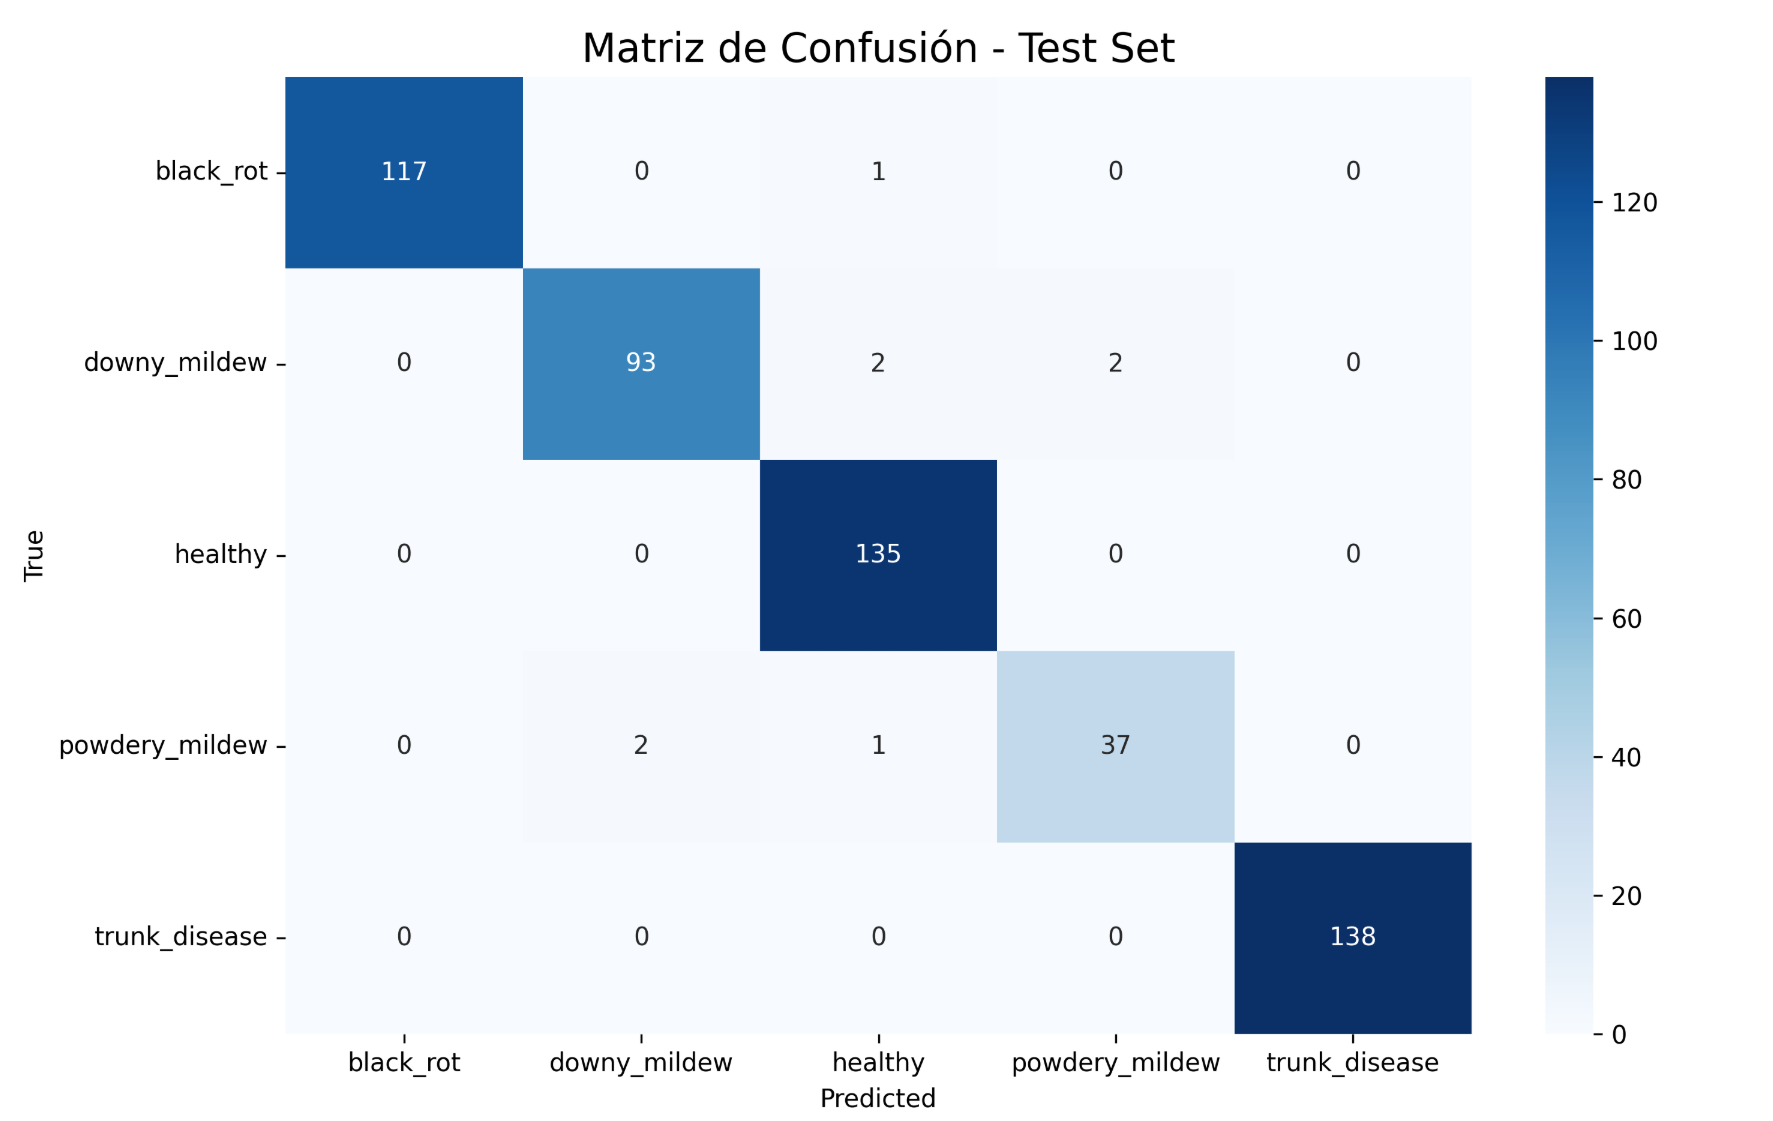 Matriz de Confusión - Test Set
black_rot 117 0 1 0 0
downy_mildew 0 93 2 2 0
healthy 0 0 135 0 0
powdery_mildew 0 2 1 37 0
trunk_disease 0 0 0 0 138
black_rot downy_mildew healthy powdery_mildew trunk_disease
Predicted
True
120
100
80
60
40
20
0